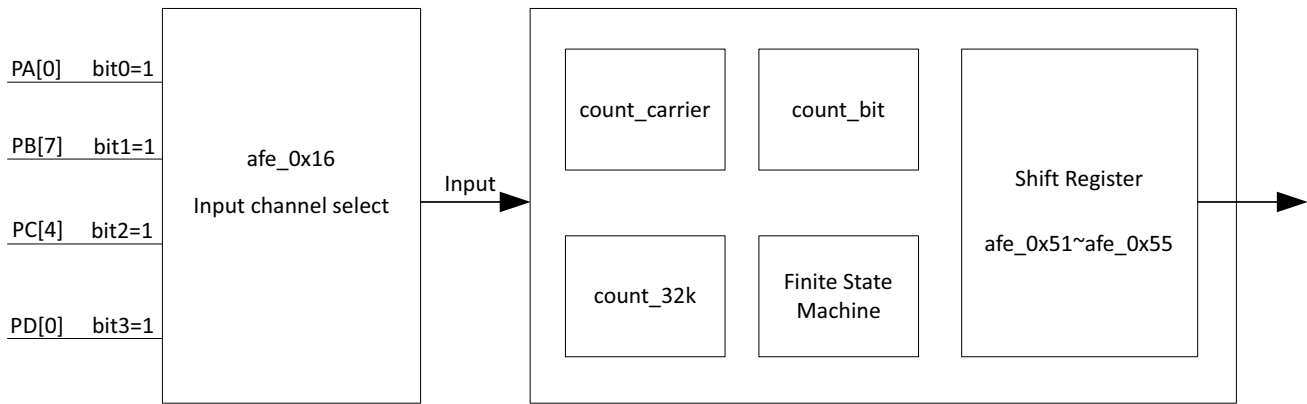 PA[0] bit0=1
PB[7] bit1=1
PC[4] bit2=1
PD[0] bit3=1
afe_0x16
Input channel select
Input
count_carrier
count_bit
count_32k
Finite State
Machine
Shift Register
afe_0x51~afe_0x55